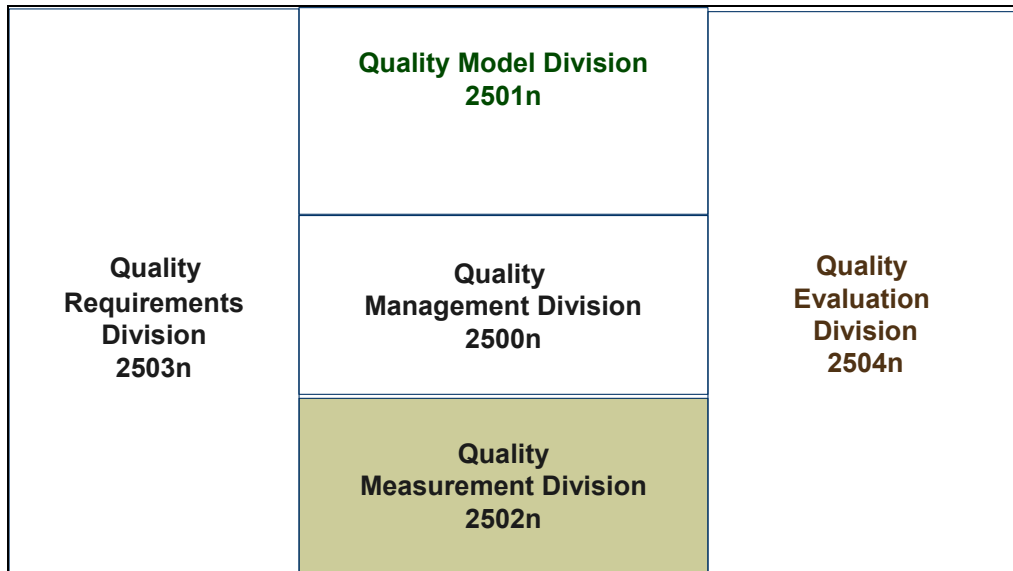 Quality Model Division
2501n
Quality
Requirements
Division
2503n
Quality
Management Division
2500n
Quality
Evaluation
Division
2504n
Quality
Measurement Division
2502n